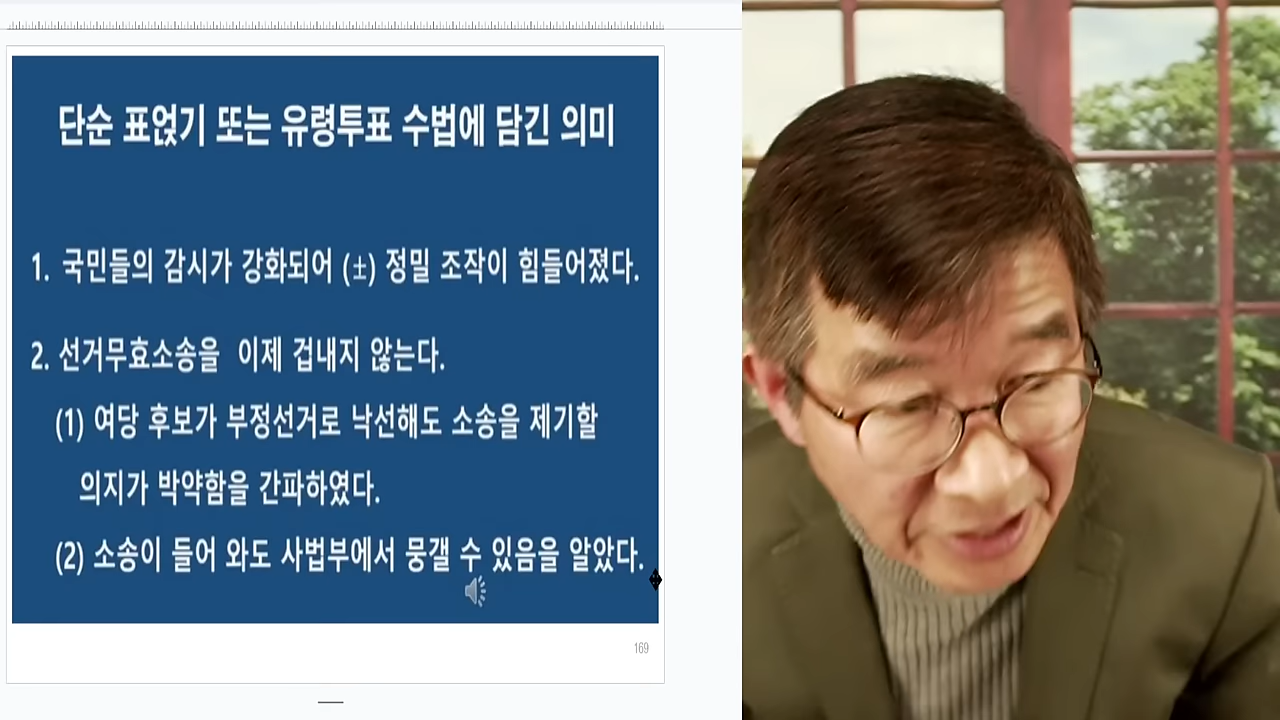 단순 표얹기 또는 유령투표 수법에 담긴 의미
1. 국민들의 감시가 강화되어 (±) 정밀 조작이 힘들어졌다.
2. 선거무효소송을 이제 겁내지 않는다.
(1) 여당 후보가 부정선거로 낙선해도 소송을 제기할
의지가 박약함을 간파하였다.
(2) 소송이 들어 와도 사법부에서 뭉갤 수 있음을 알았다.
169